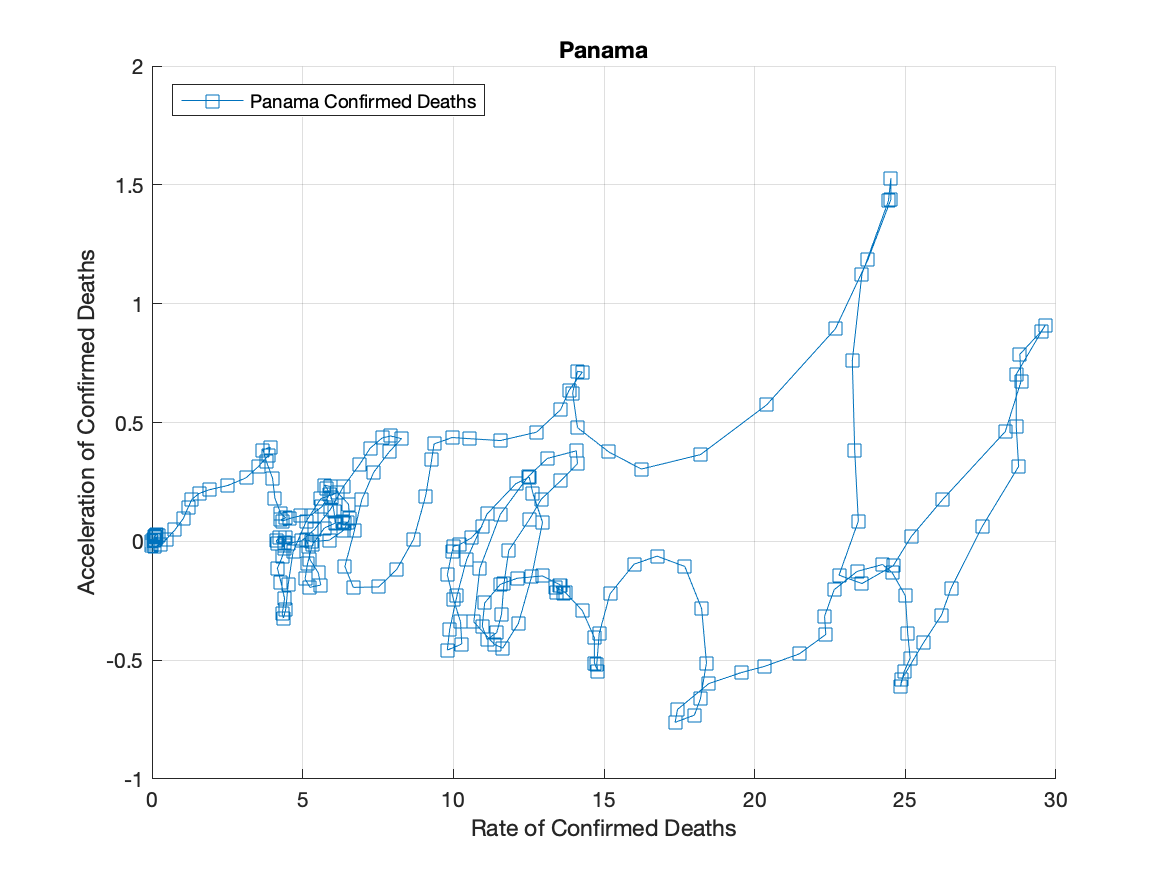 Panama
2
Panama Confirmed Deaths
1.5
1
0.5
0
-0.5
-1
Acceleration of Confirmed Deaths
0 5 10 15 20 25 30
Rate of Confirmed Deaths